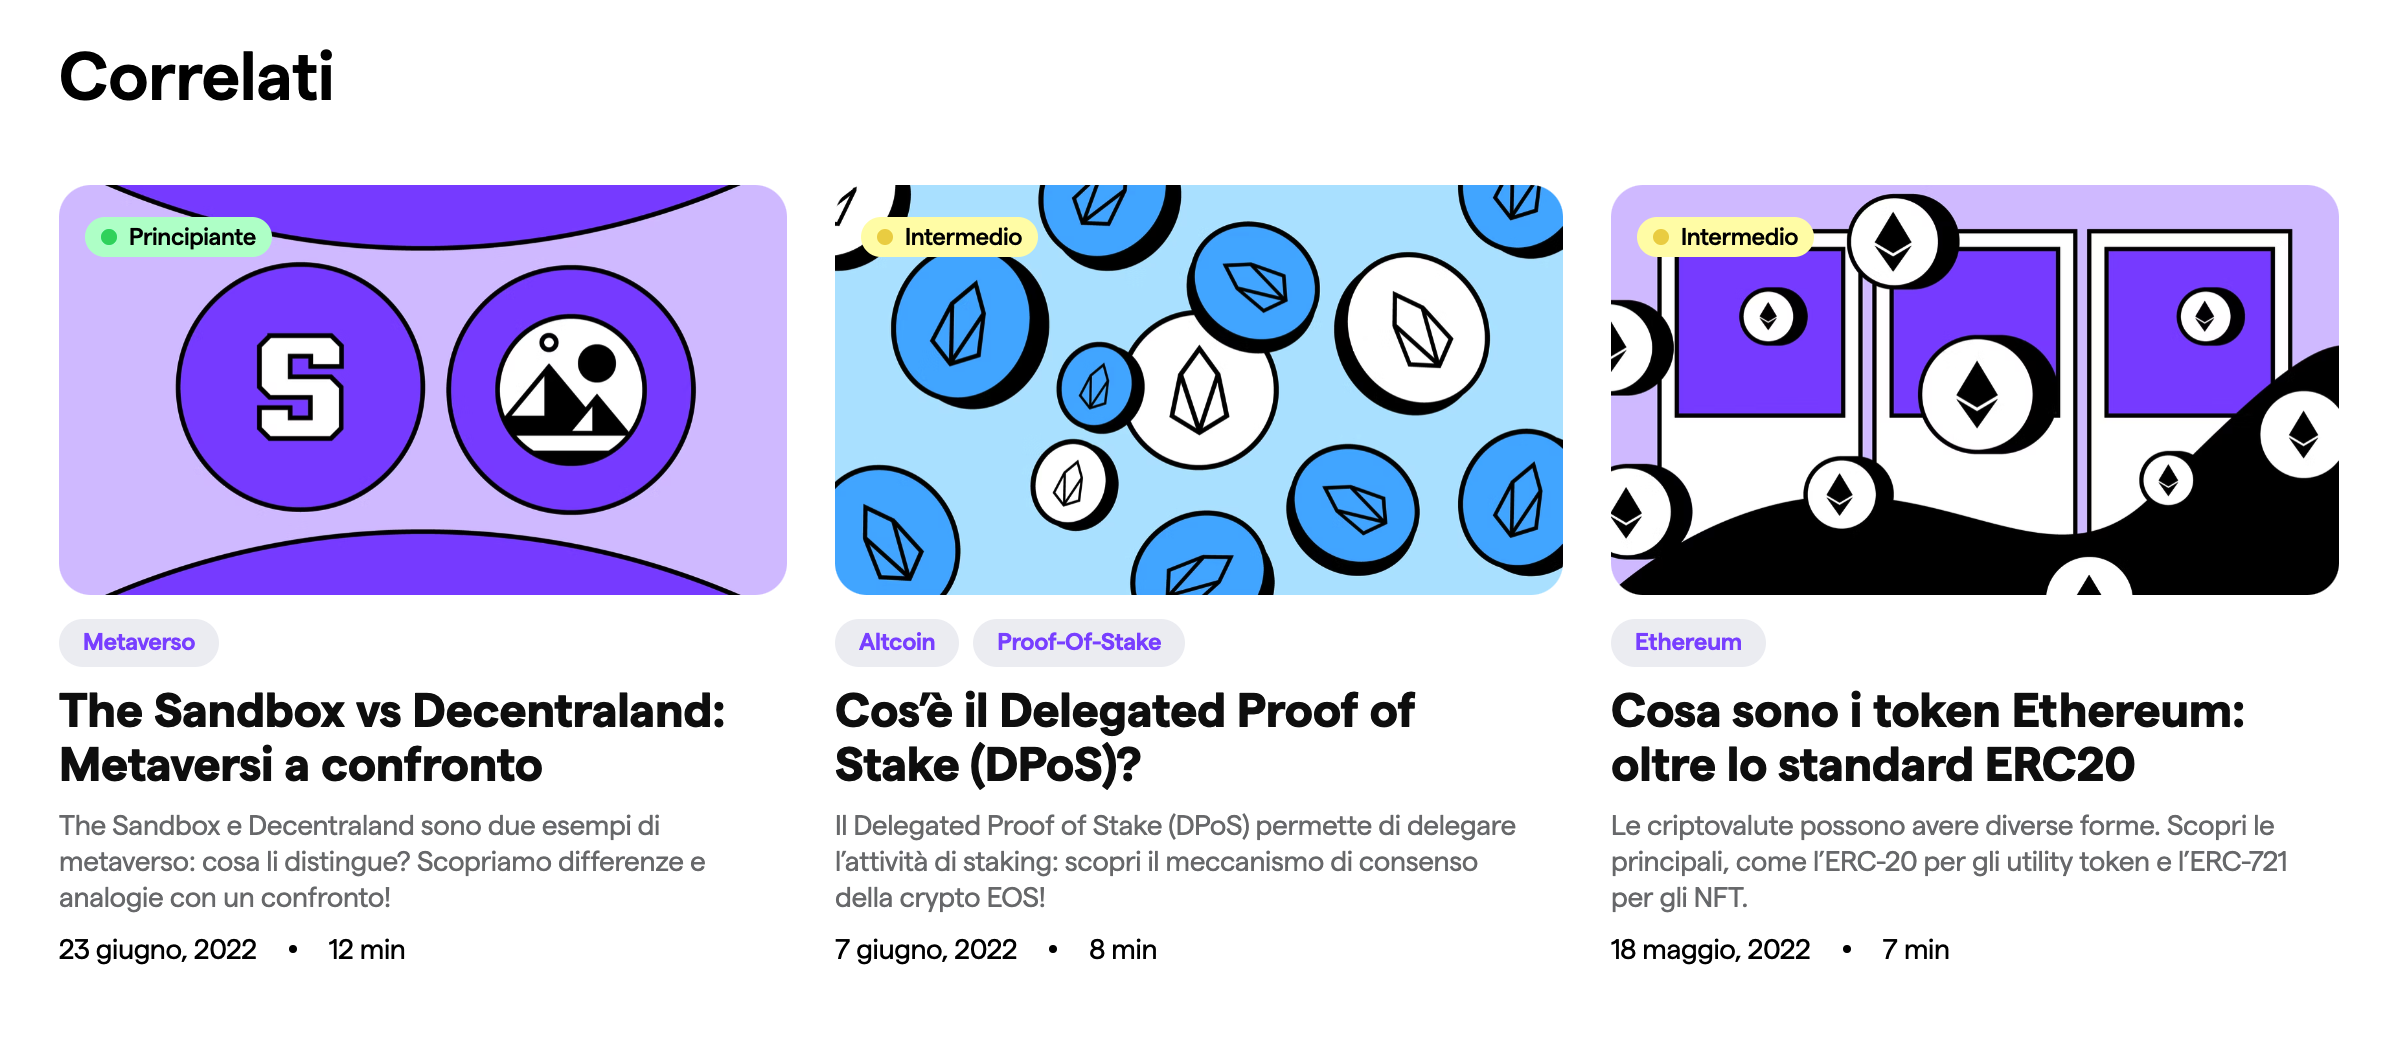 Correlati
Principiante
Metaverso
The Sandbox vs Decentraland:
Metaversi a confronto
The Sandbox e Decentraland sono due esempi di
metaverso: cosa li distingue? Scopriamo differenze e
analogie con un confronto!
23 giugno, 2022 • 12 min
Intermedio
Altcoin Proof-Of-Stake
Cos’è il Delegated Proof of
Stake (DPoS)?
Il Delegated Proof of Stake (DPoS) permette di delegare
l’attività di staking: scopri il meccanismo di consenso
della crypto EOS!
7 giugno, 2022 • 8 min
Intermedio
Ethereum
Cosa sono i token Ethereum:
oltre lo standard ERC20
Le criptovalute possono avere diverse forme. Scopri le
principali, come l’ERC-20 per gli utility token e l’ERC-721
per gli NFT.
18 maggio, 2022 • 7 min